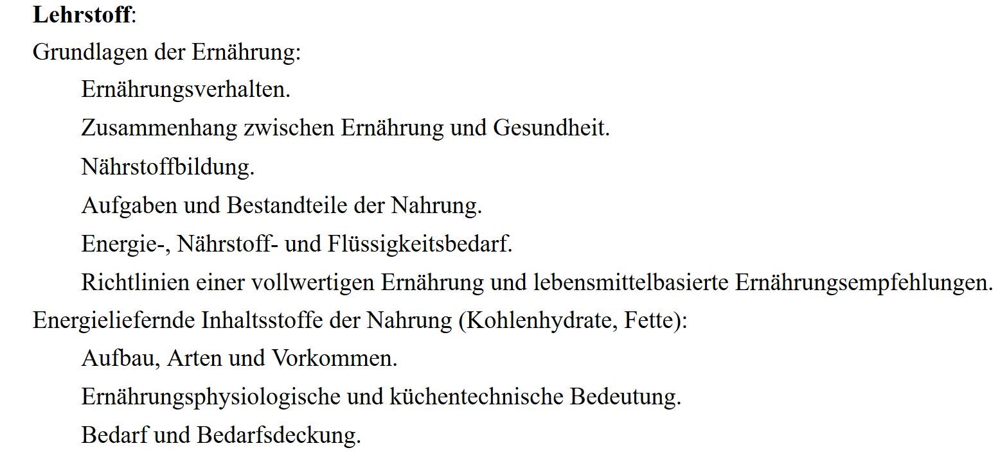 Lehrstoff:
Grundlagen der Ernährung:
Ernährungsverhalten.
Zusammenhang zwischen Ernährung und Gesundheit.
Nährstoffbildung.
Aufgaben und Bestandteile der Nahrung.
Energie-, Nährstoff- und Flüssigkeitsbedarf.
Richtlinien einer vollwertigen Ernährung und lebensmittelbasierte Ernährungsempfehlungen.
Energieliefernde Inhaltsstoffe der Nahrung (Kohlenhydrate, Fette):
Aufbau, Arten und Vorkommen.
Ernährungsphysiologische und küchentechnische Bedeutung.
Bedarf und Bedarfsdeckung.